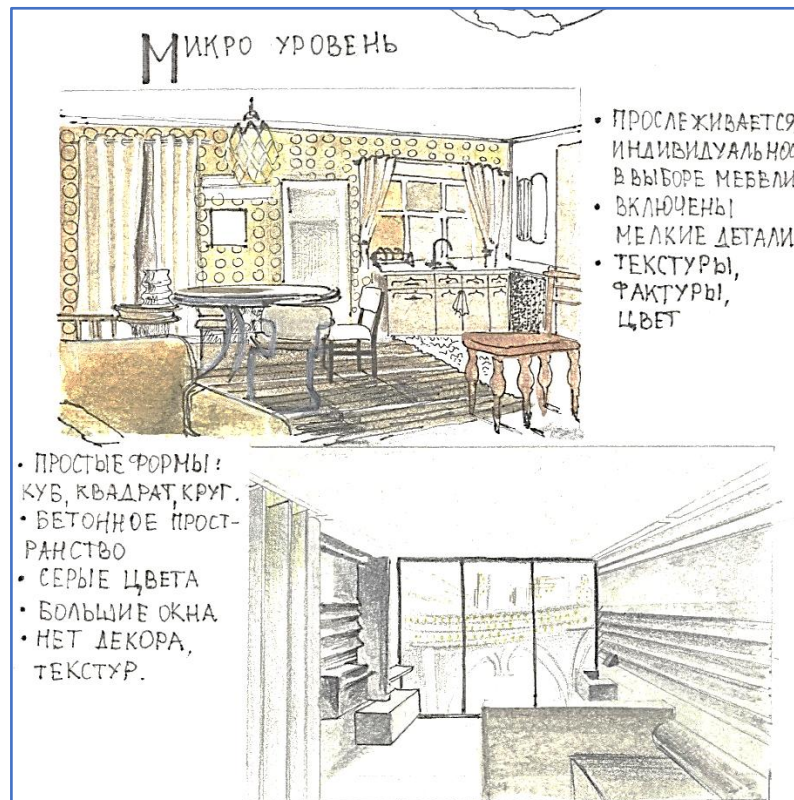 МИКРО УРОВЕНЬ
• ПРОСЛЕЖИВАЕТСЯ
ИНДИВИДУАЛЬНОС
В ВЫБОРЕ МЕБЕЛИ
• ВКЛЮЧЕНЫ
МЕЛКИЕ ДЕТАЛИ
• ТЕКСТУРЫ,
ФАКТУРЫ,
ЦВЕТ
• ПРОСТЫЕ ФОРМЫ:
КУБ, КВАДРАТ, КРУГ.
• БЕТОННОЕ ПРОСТ-
РАНСТВО
• СЕРЫЕ ЦВЕТА
• БОЛЬШИЕ ОКНА
• НЕТ ДЕКОРА,
ТЕКСТУР.